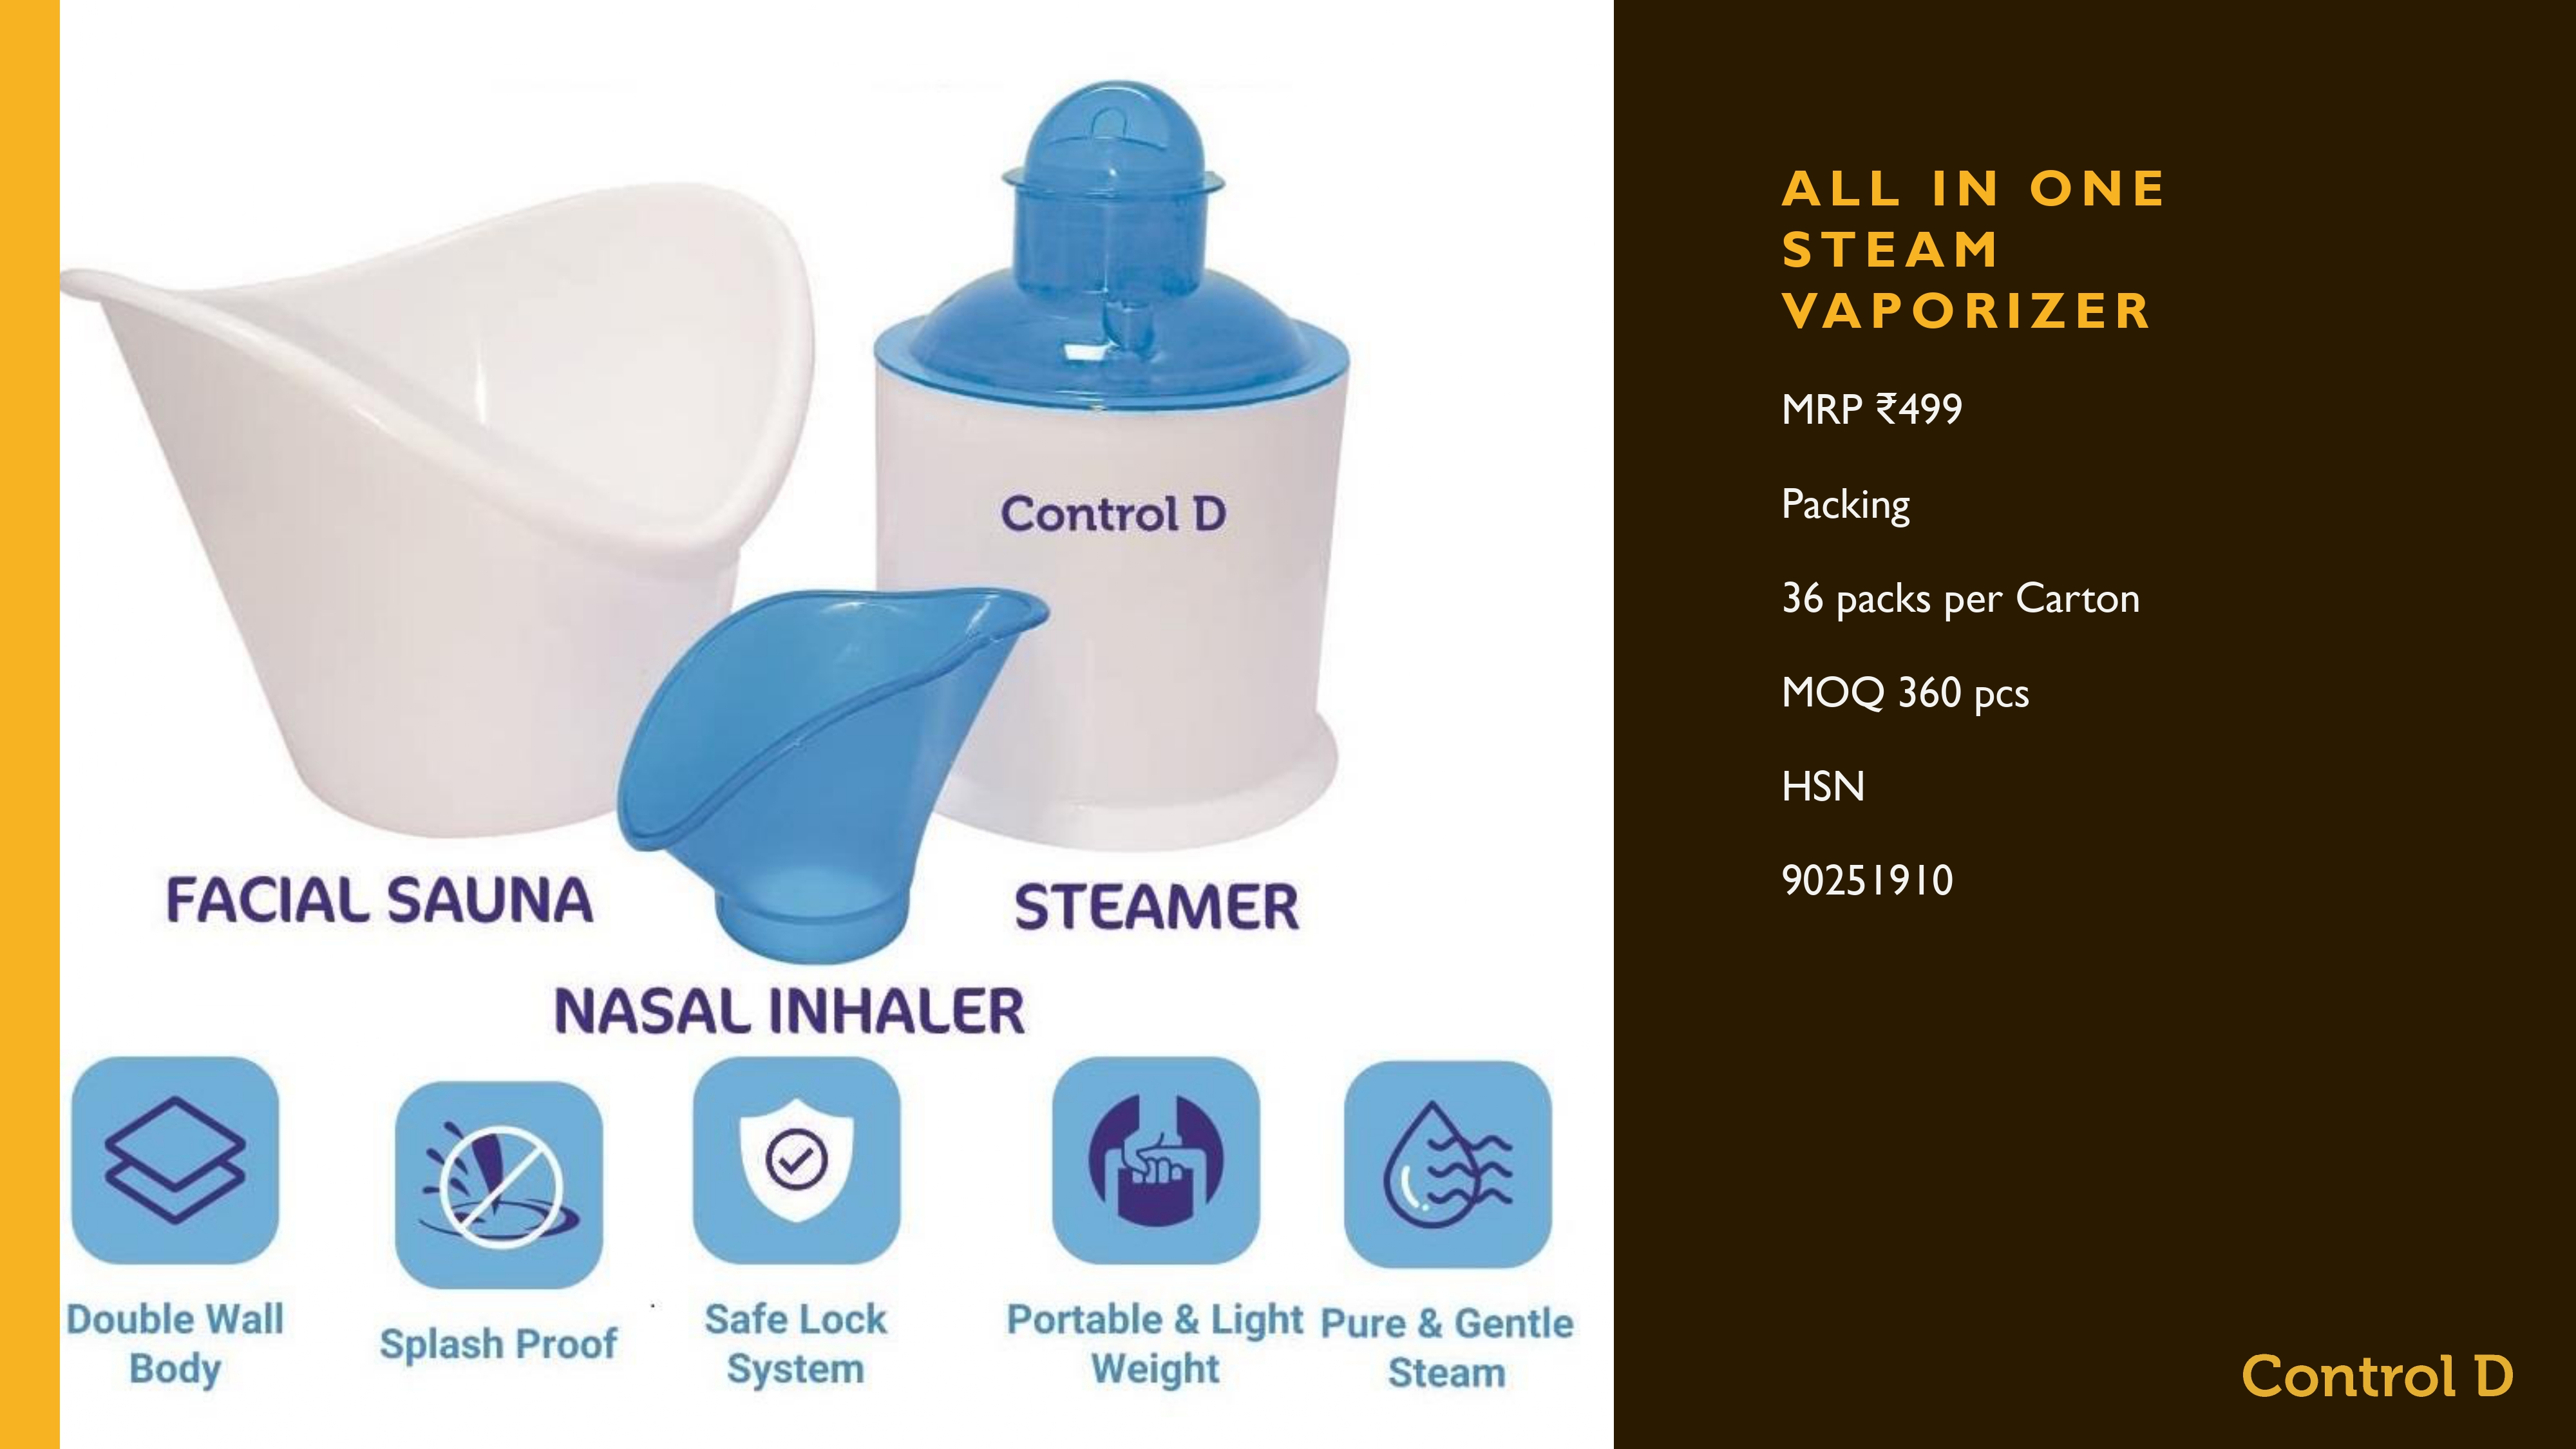 Control D
FACIAL SAUNA
STEAMER
NASAL INHALER
Double Wall
Body
Splash Proof
Safe Lock
System
Portable & Light
Weight
Pure & Gentle
Steam
ALL IN ONE
STEAM
VAPORIZER
MRP ₹499
Packing
36 packs per Carton
MOQ 360 pcs
HSN
90251910
Control D